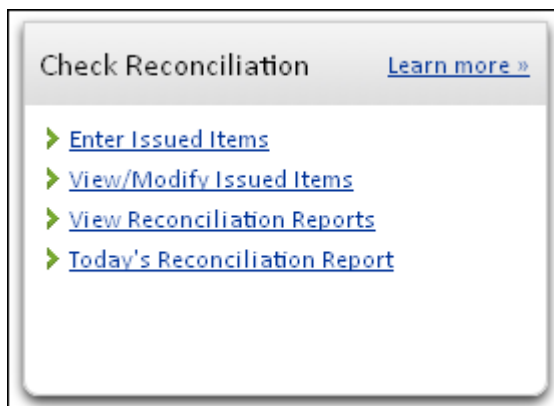 Check Reconciliation Learn more »
Enter Issued Items
View/Modify Issued Items
View Reconciliation Reports
Today's Reconciliation Report